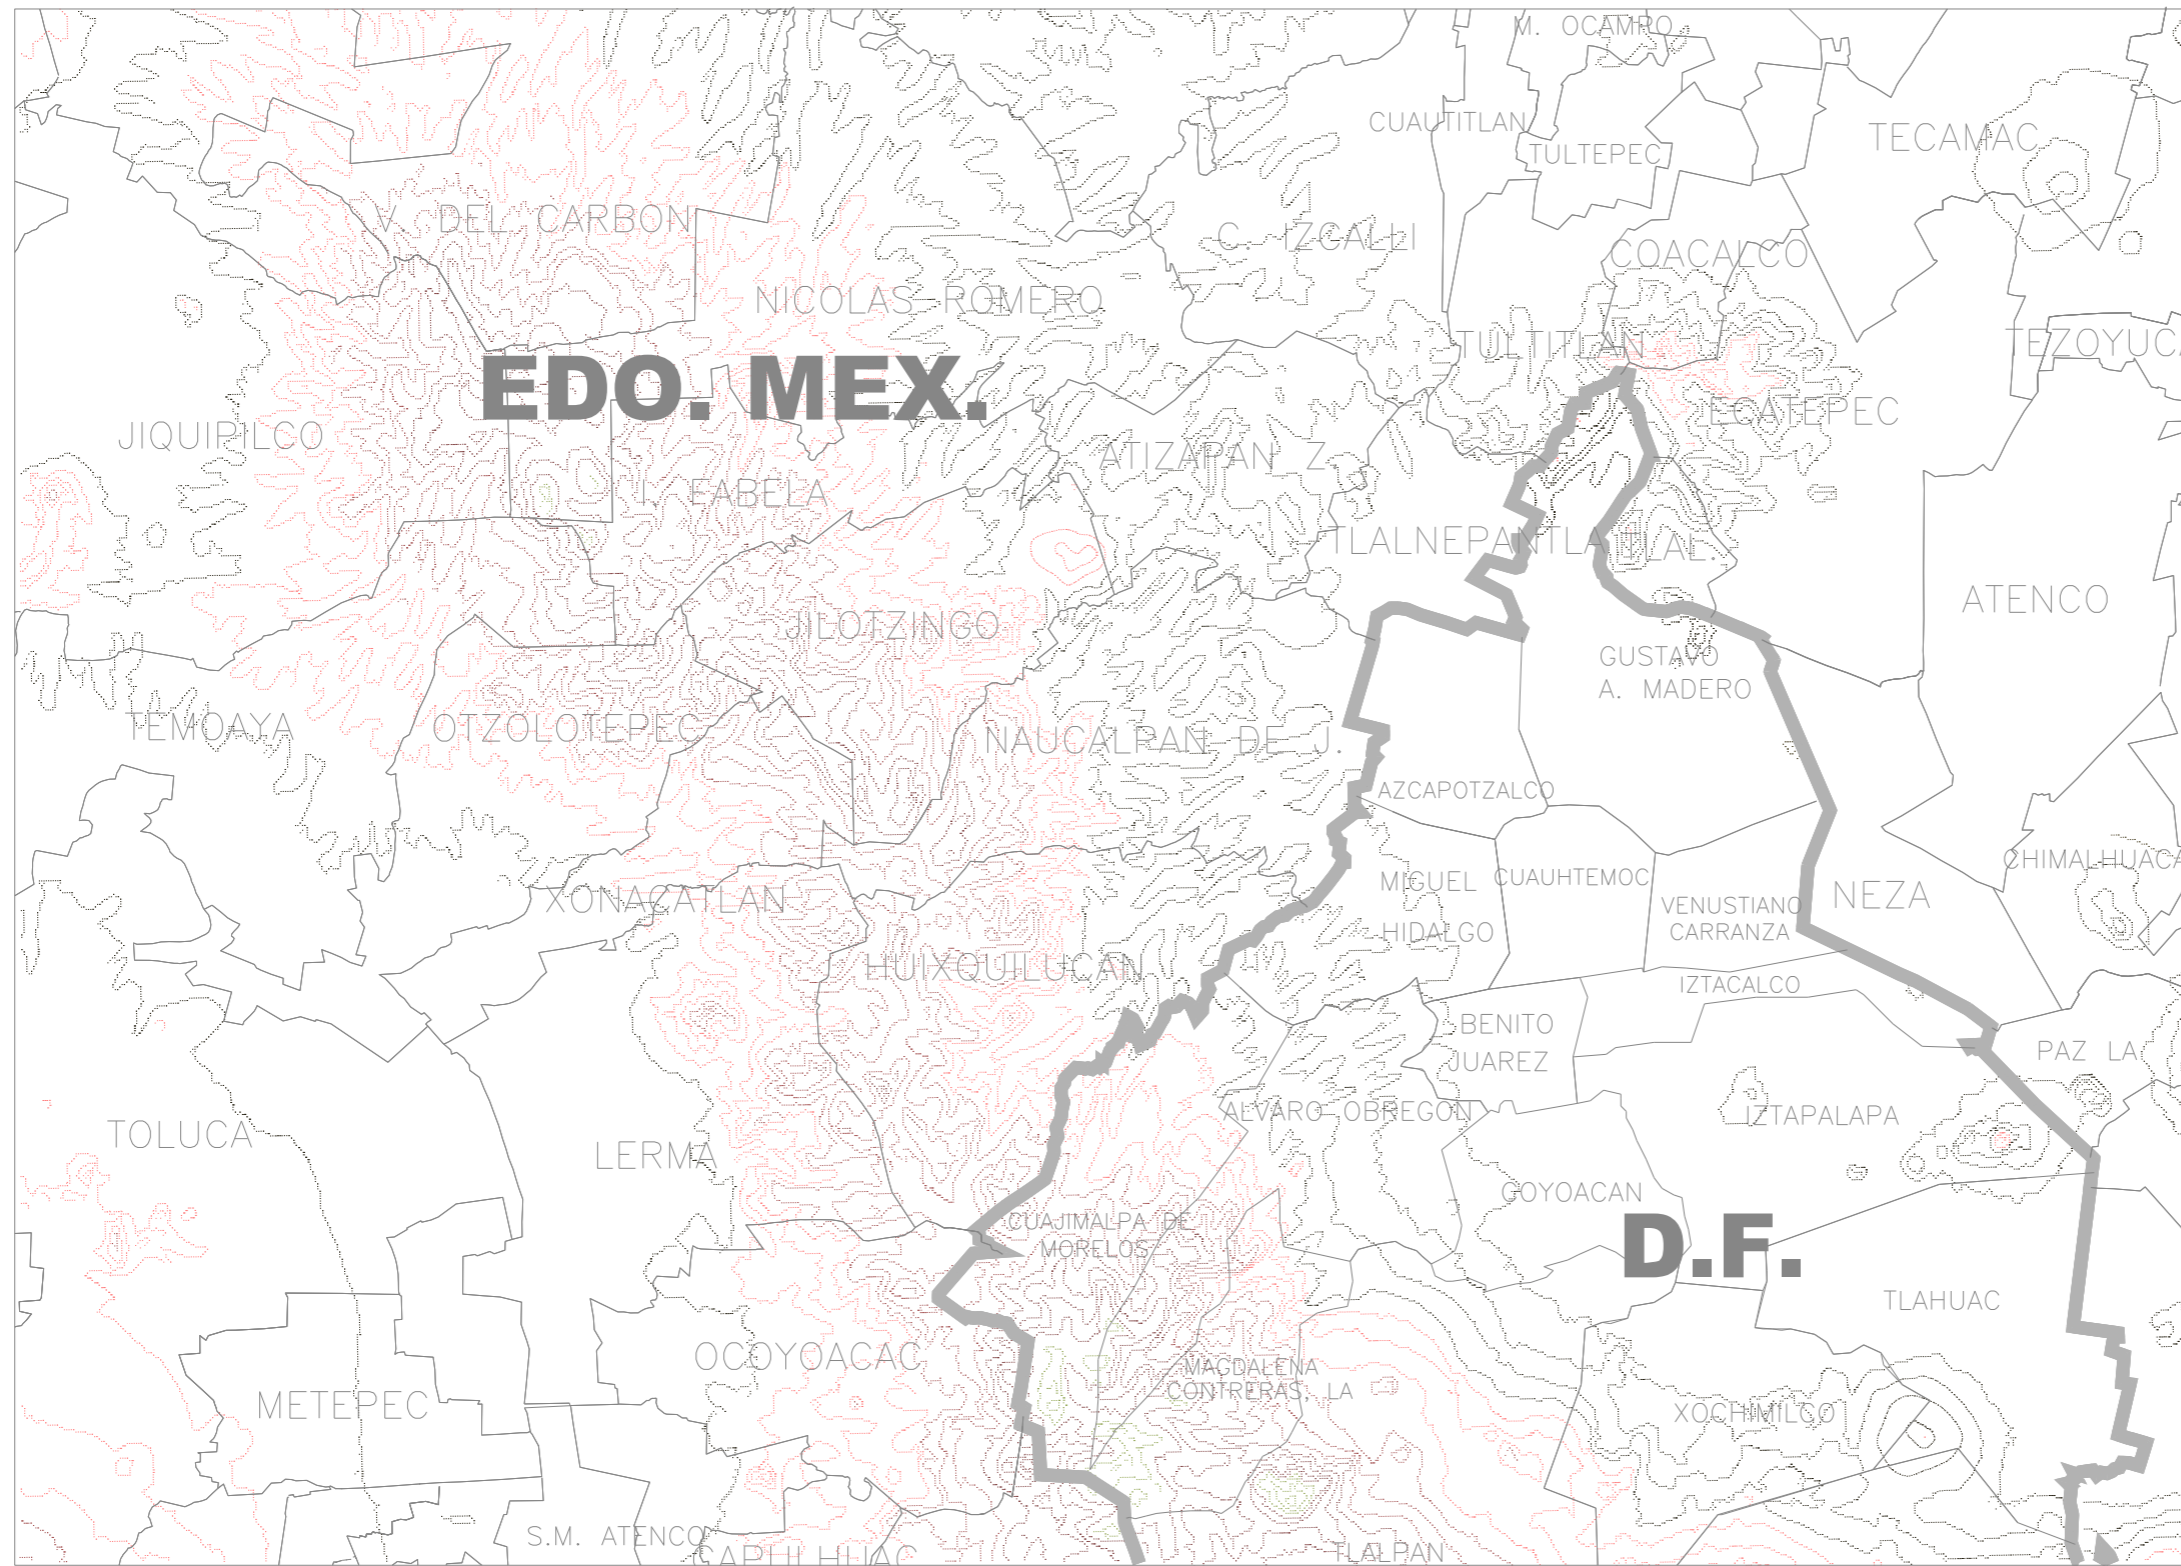 M. OCAMPO
CUAUTITLAN
TECAMAC
TULTEPEC
V. DEL CARBON
C. IZCALLI
COACALCO
NICOLAS ROMERO
TULTITLAN
TEZOYUCA
EDO. MEX.
ECATEPEC
JIQUIPILCO
ATIZAPAN Z.
I. FABELA
TLALNEPANTLA
TLAL.
ATENCO
JILOTZINGO
GUSTAVO
A. MADERO
TEMOAYA
OTZOLOTEPEC
NAUCALPAN DE J.
AZCAPOTZALCO
CHIMALHUACA
MIGUEL
HIDALGO
CUAUHTEMOC
XONACATLAN
VENUSTIANO
CARRANZA
NEZA
HUIXQUILUCAN
IZTACALCO
BENITO
JUAREZ
PAZ LA
ALVARO OBREGON
IZTAPALAPA
TOLUCA
LERMA
COYOACAN
CUAJIMALPA DE
MORELOS
D.F.
TLAHUAC
OCOYOACAC
MAGDALENA
CONTRERAS, LA
METEPEC
XOCHIMILCO
S.M. ATENCO
CAPULHUAC
TLALPAN